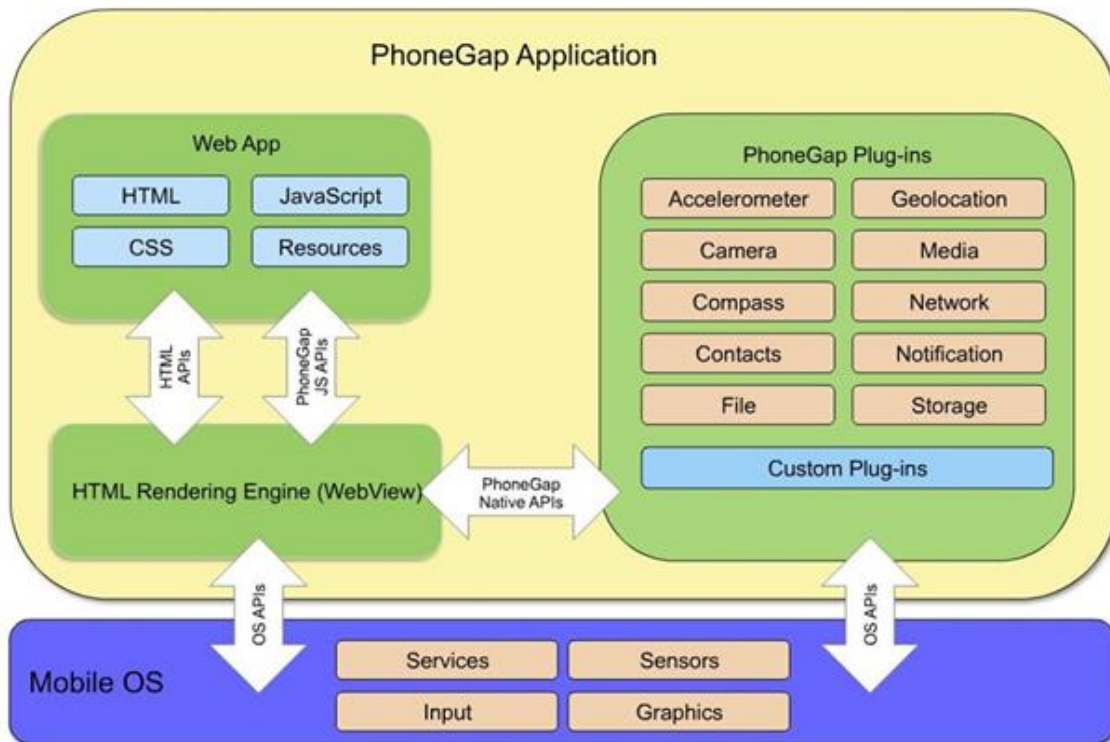 PhoneGap Application
Web App
HTML
JavaScript
CSS
Resources
HTML
APIs
PhoneGap
JS APIs
HTML Rendering Engine (WebView)
PhoneGap
Native APIs
PhoneGap Plug-ins
Accelerometer
Geolocation
Camera
Media
Compass
Network
Contacts
Notification
File
Storage
Custom Plug-ins
OS APIs
OS APIs
Mobile OS
Services
Sensors
Input
Graphics